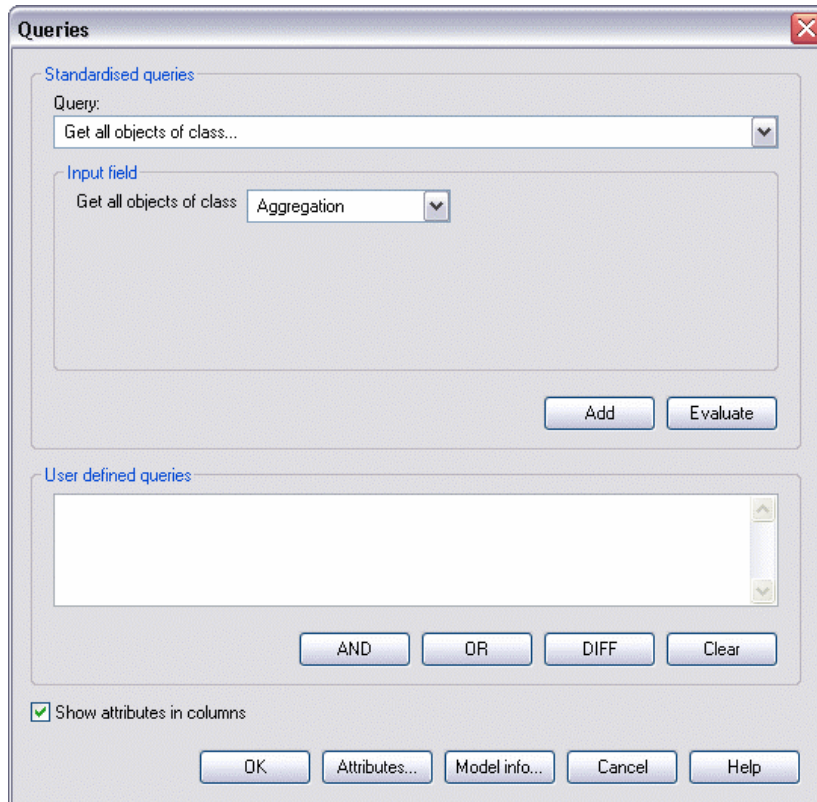 Queries
Standardised queries
Query:
Get all objects of class...
Input field
Get all objects of class Aggregation
Add Evaluate
User defined queries
AND OR DIFF Clear
Show attributes in columns
OK Attributes... Model info... Cancel Help